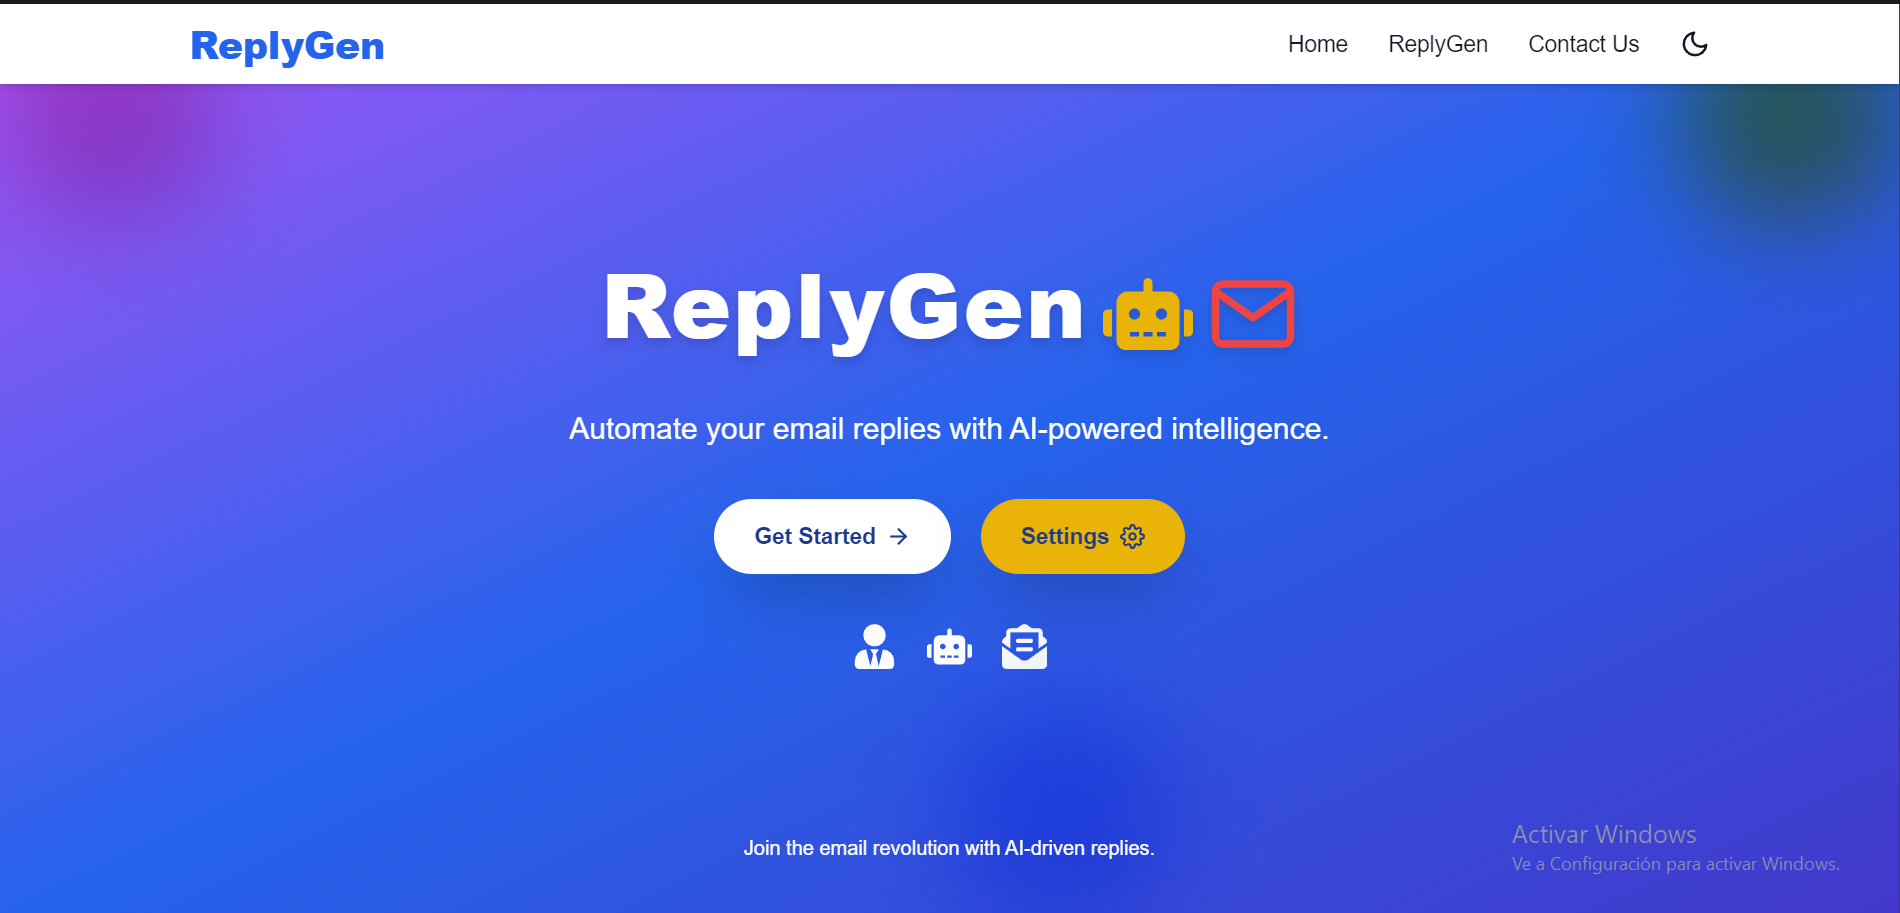 ReplyGen
Home
ReplyGen
Contact Us
ReplyGen
Automate your email replies with AI-powered intelligence.
Get Started
Settings
Join the email revolution with AI-driven replies.
Activar Windows
Ve a Configuración para activar Windows.